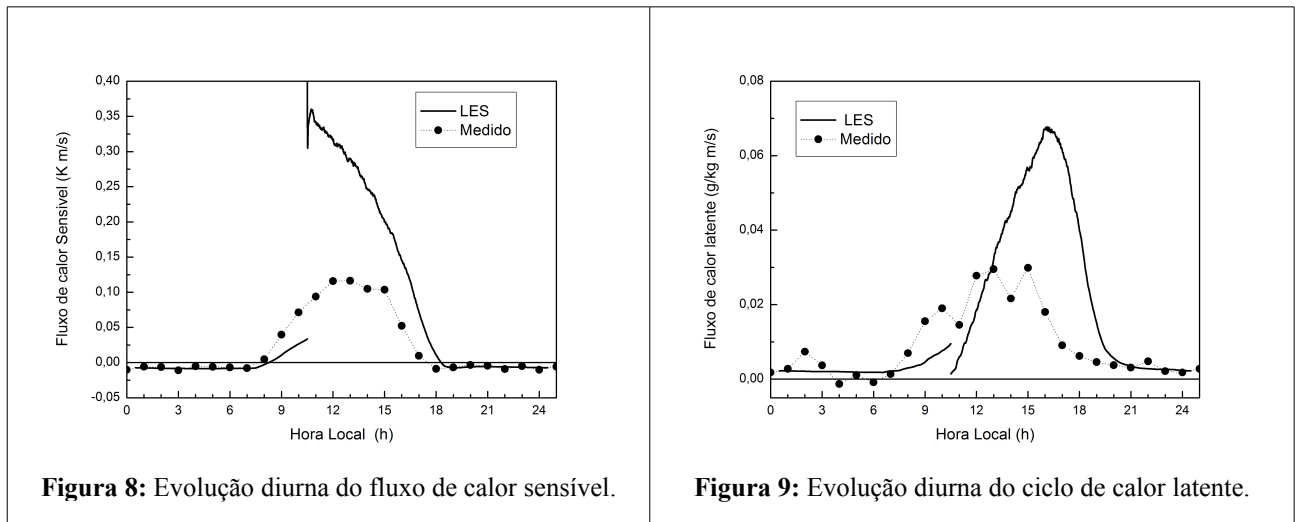 0,40
0,35
0,30
0,25
0,20
0,15
0,10
0,05
0,00
-0,05
Fluxo de calor Sensivel (K m/s)
LES
Medido
0 3 6 9 12 15 18 21 24
Hora Local (h)
Figura 8: Evolução diurna do fluxo de calor sensível.
0,08
0,06
0,04
0,02
0,00
Fluxo de calor latente (g/kg m/s)
LES
Medido
0 3 6 9 12 15 18 21 24
Hora Local (h)
Figura 9: Evolução diurna do ciclo de calor latente.